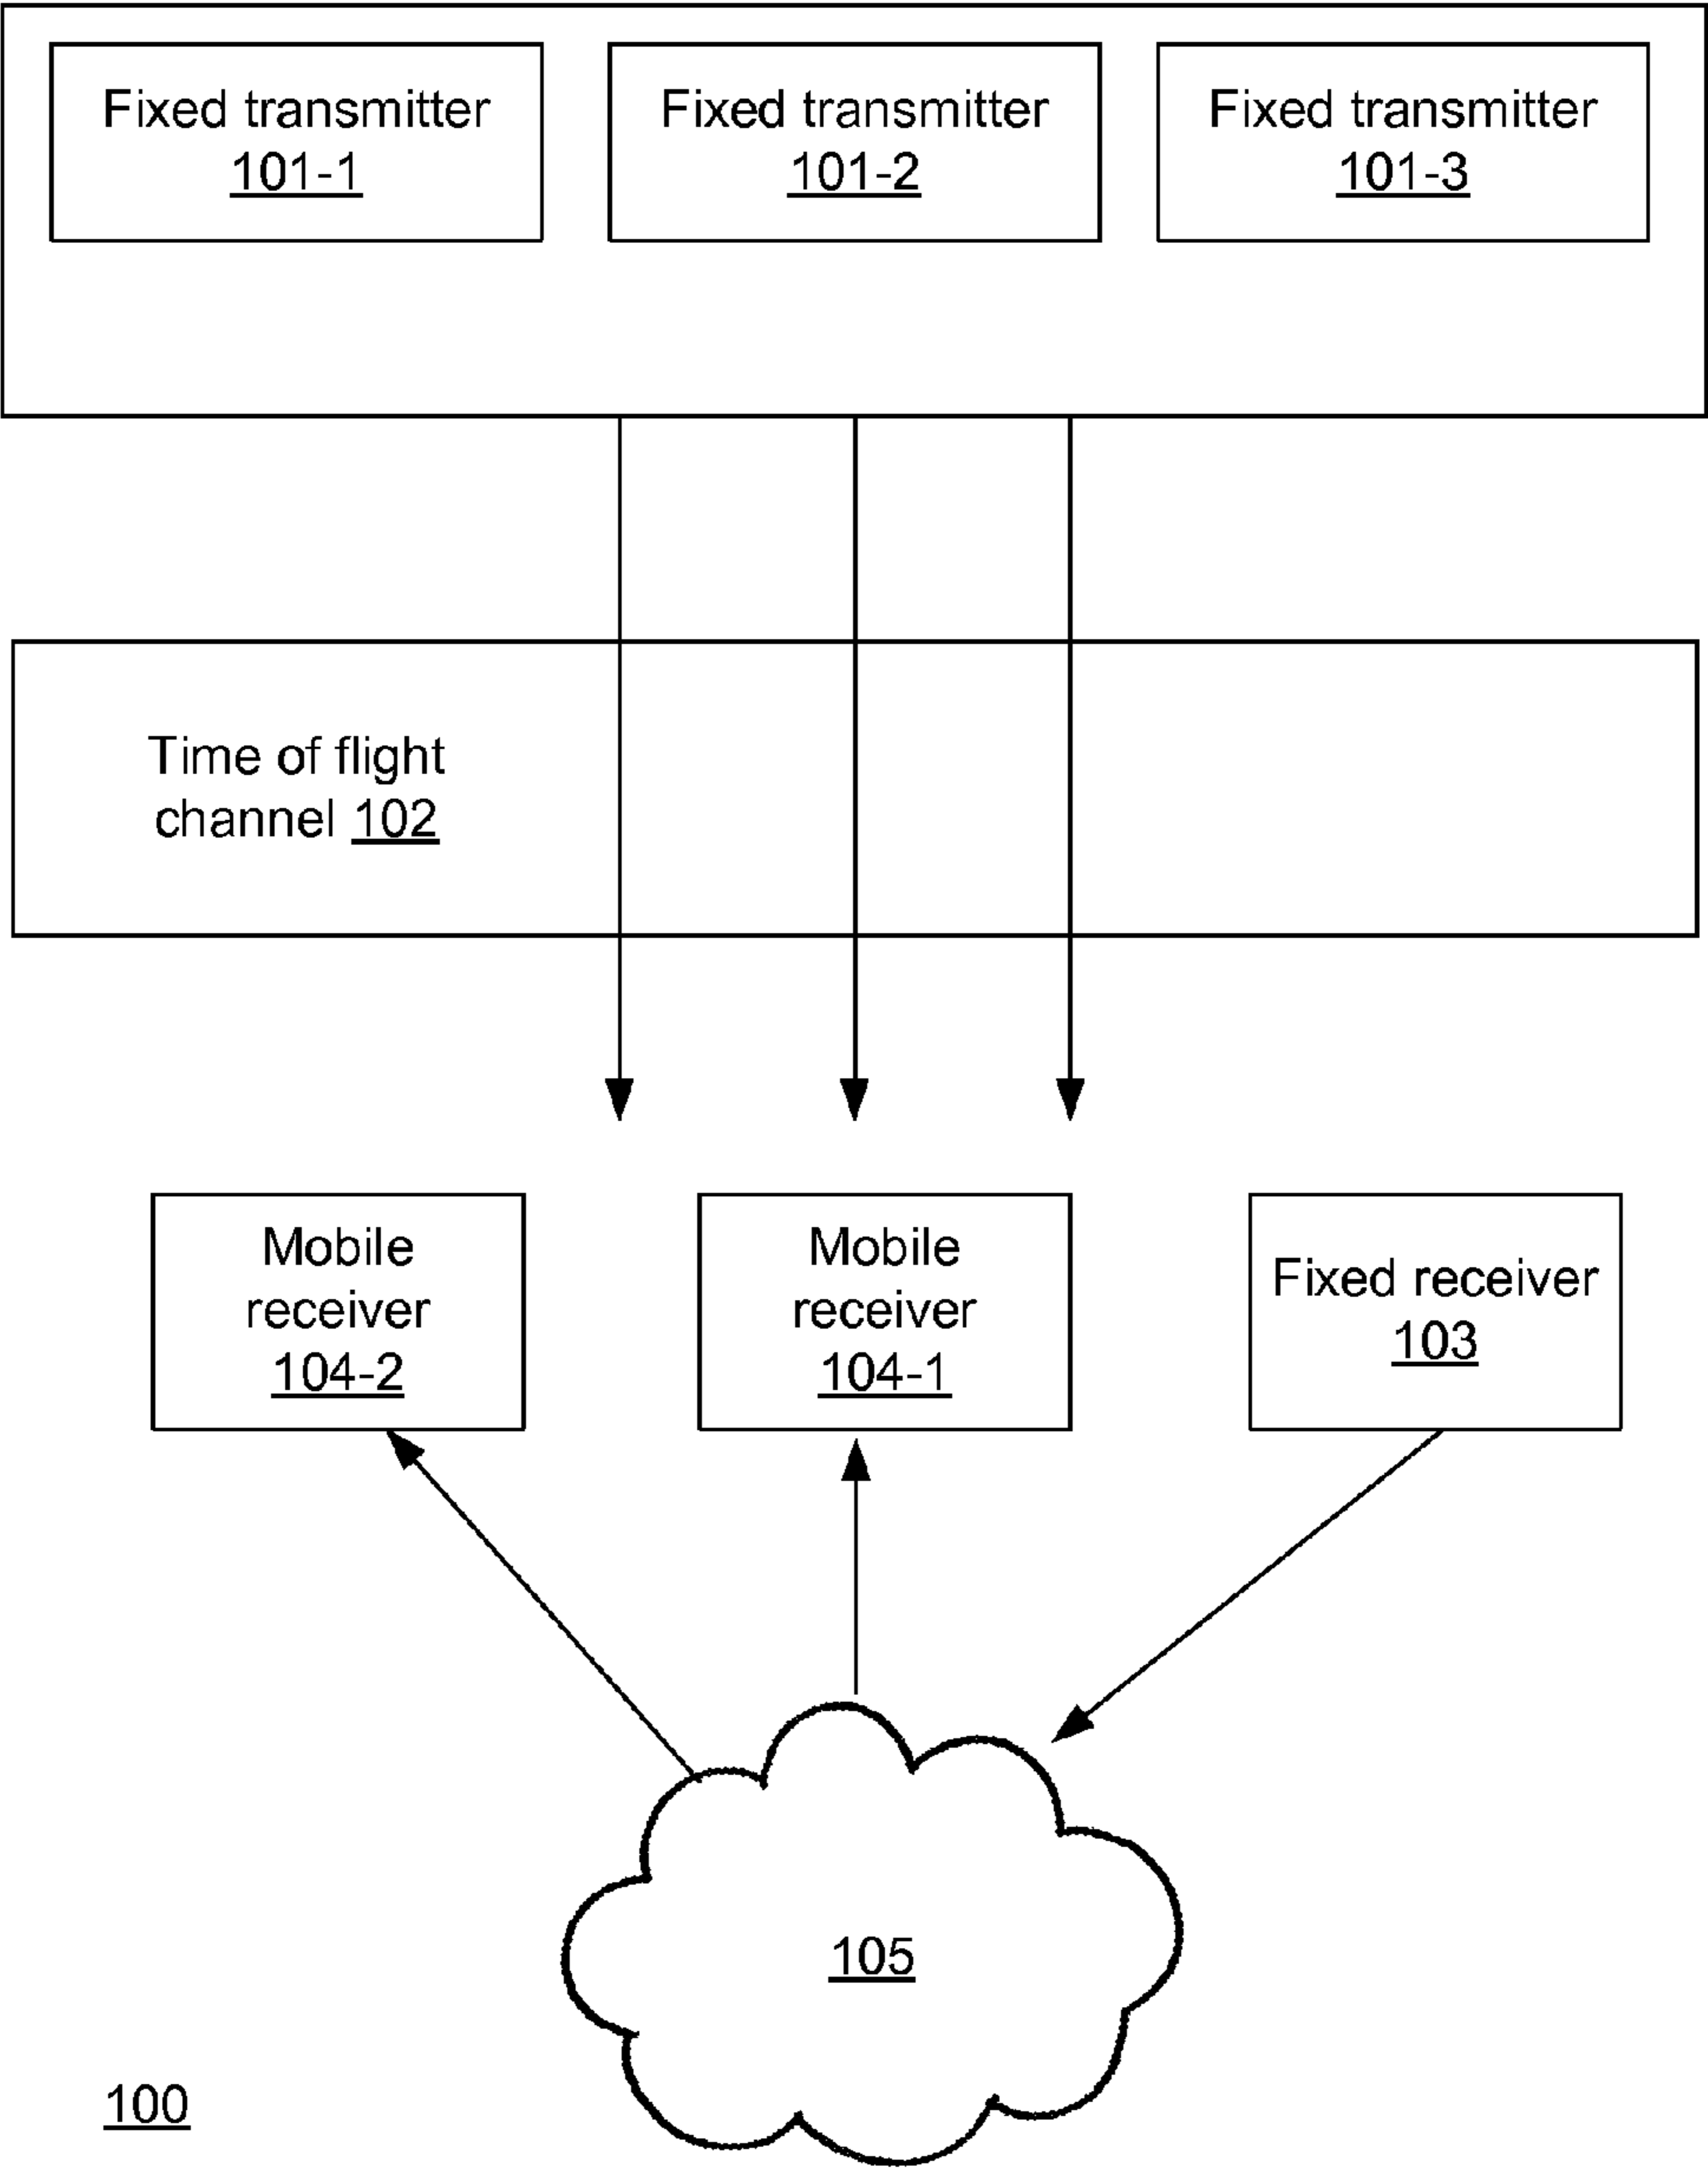 Fixed transmitter
101-1
Fixed transmitter
101-2
Fixed transmitter
101-3
Time of flight
channel 102
Mobile
receiver
104-2
Mobile
receiver
104-1
Fixed receiver
103
105
100